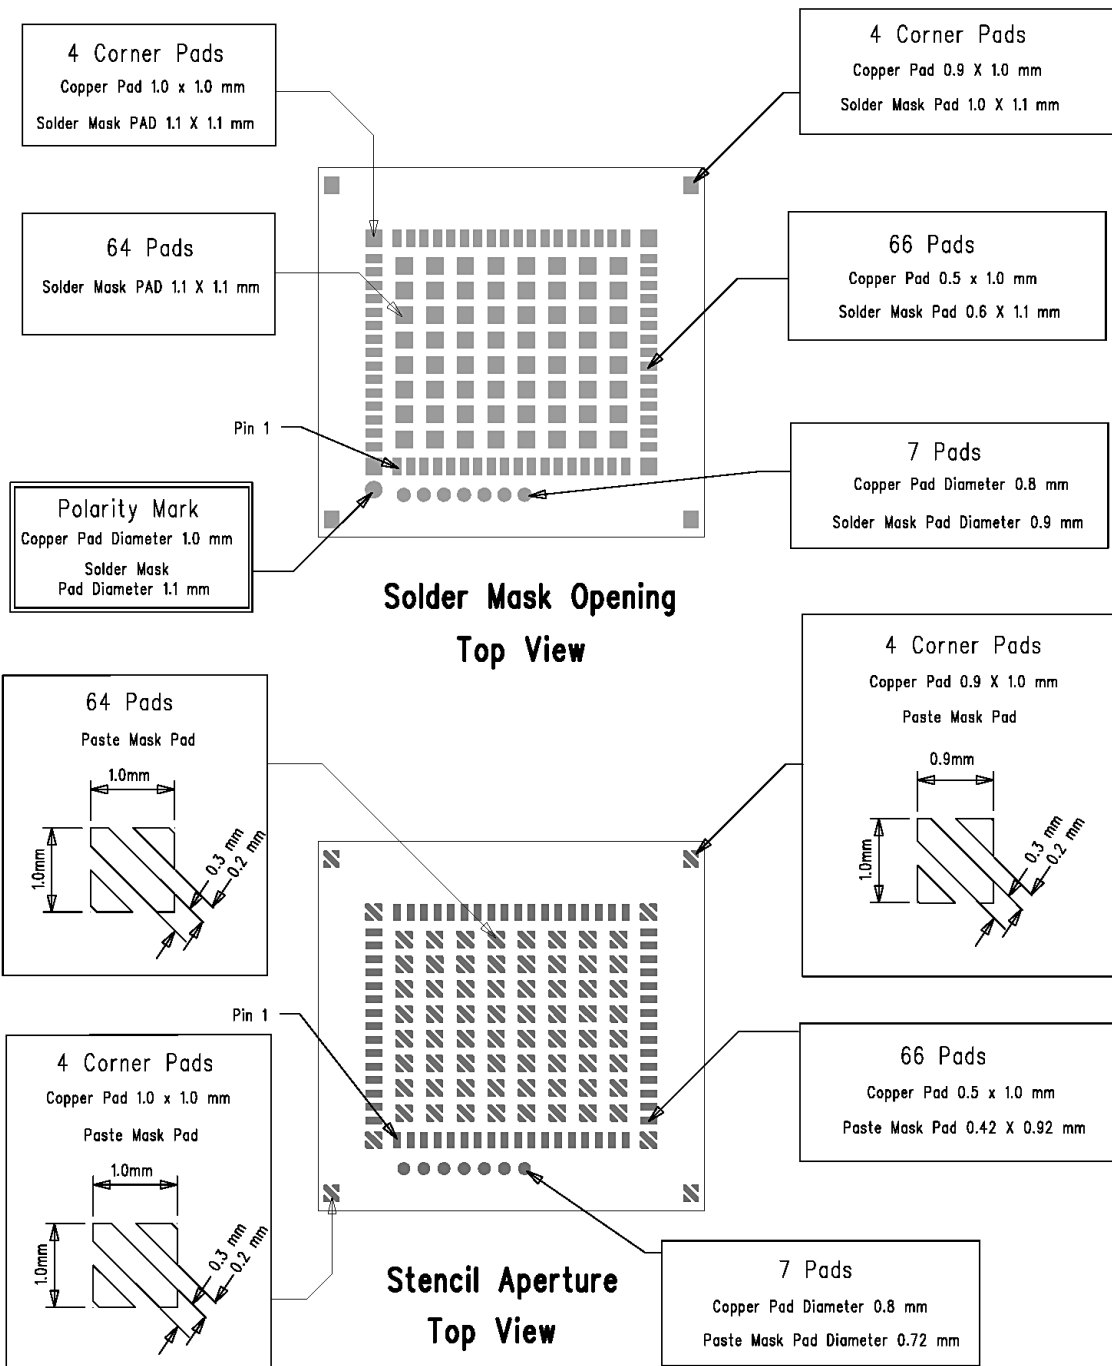 4 Corner Pads
Copper Pad 1.0 x 1.0 mm
Solder Mask PAD 1.1 X 1.1 mm
4 Corner Pads
Copper Pad 0.9 X 1.0 mm
Solder Mask Pad 1.0 X 1.1 mm
64 Pads
Solder Mask PAD 1.1 X 1.1 mm
66 Pads
Copper Pad 0.5 x 1.0 mm
Solder Mask Pad 0.6 X 1.1 mm
Pin 1
7 Pads
Copper Pad Diameter 0.8 mm
Solder Mask Pad Diameter 0.9 mm
Polarity Mark
Copper Pad Diameter 1.0 mm
Solder Mask
Pad Diameter 1.1 mm
Solder Mask Opening
Top View
64 Pads
Paste Mask Pad
1.0mm
1.0mm
0.3 mm
0.2 mm
4 Corner Pads
Copper Pad 0.9 X 1.0 mm
Paste Mask Pad
0.9mm
1.0mm
0.3 mm
0.2 mm
Pin 1
4 Corner Pads
Copper Pad 1.0 x 1.0 mm
Paste Mask Pad
1.0mm
1.0mm
0.3 mm
0.2 mm
66 Pads
Copper Pad 0.5 x 1.0 mm
Paste Mask Pad 0.42 X 0.92 mm
Stencil Aperture
Top View
7 Pads
Copper Pad Diameter 0.8 mm
Paste Mask Pad Diameter 0.72 mm